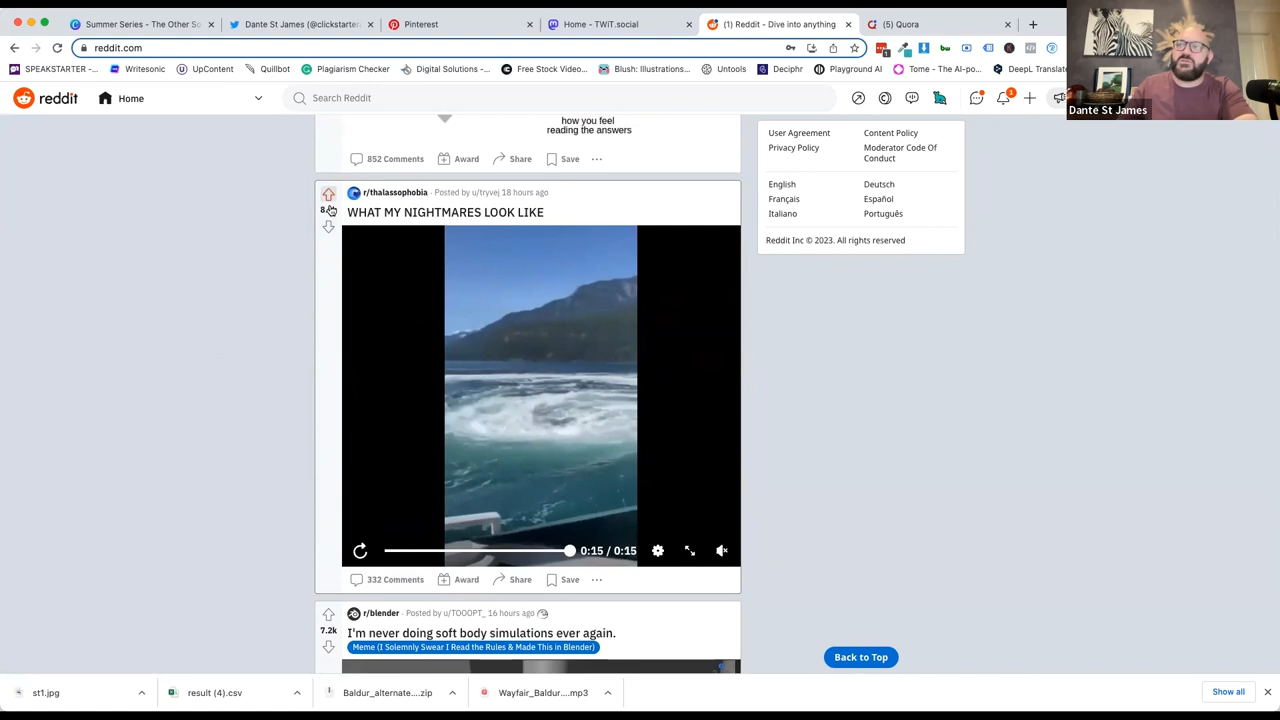 Summer Series - The Other So
Dante St James (@clickstarter
Pinterest
Home - TWiT.social
(1) Reddit - Dive into anything
(5) Quora
reddit.com
SPEAKSTARTER -...
Writesonic
UpContent
Quillbot
Plagiarism Checker
Digital Solutions -...
Free Stock Video...
Blush: Illustrations...
Untools
Deciphr
Playground AI
Tome - The AI-po...
DeepL Translate
Dante St James
reddit
Home
Search Reddit
1
how you feel
reading the answers
852 Comments
Award
Share
Save
User Agreement
Content Policy
Privacy Policy
Moderator Code Of
Conduct
English
Deutsch
Français
Español
Italiano
Português
Reddit Inc © 2023. All rights reserved
r/thalassophobia · Posted by u/tryvej 18 hours ago
WHAT MY NIGHTMARES LOOK LIKE
0:15 / 0:15
332 Comments
Award
Share
Save
r/blender · Posted by u/TOOOPT_ 16 hours ago
7.2k
I'm never doing soft body simulations ever again.
Meme (I Solemnly Swear I Read the Rules & Made This in Blender)
Back to Top
st1.jpg
result (4).csv
Baldur_alternate....zip
Wayfair_Baldur....mp3
Show all